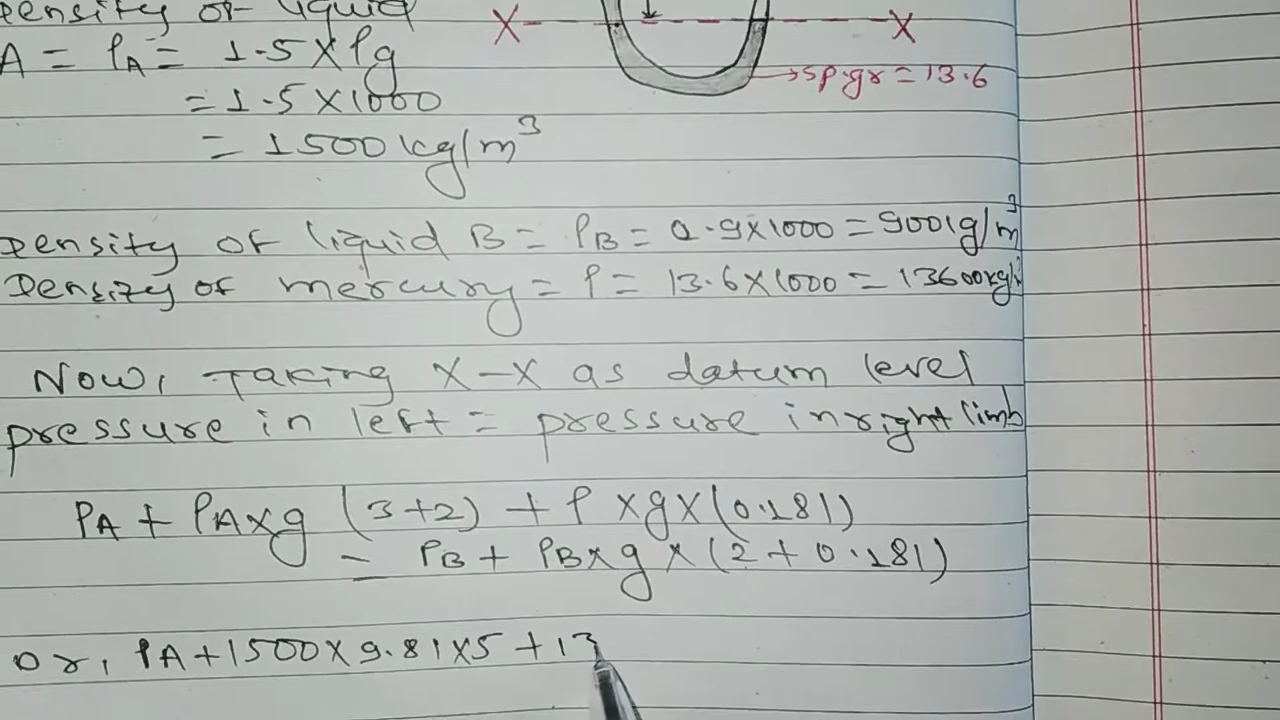 Density of liquid
A = ρA = 1.5 × ρg
= 1.5 × 1000
= 1500 kg/m³
X X
sp.gr = 13.6
Density of liquid B = ρB = 0.9×1000 = 900 kg/m³
Density of mercury = ρ = 13.6×1000 = 13600kg/
Now, Taking X-X as datum level
pressure in left = pressure in right limb
PA + ρA×g (3+2) + ρ ×g×(0.181)
= PB + ρB×g × (2 + 0.181)
Or, PA+1500×9.81×5 +13